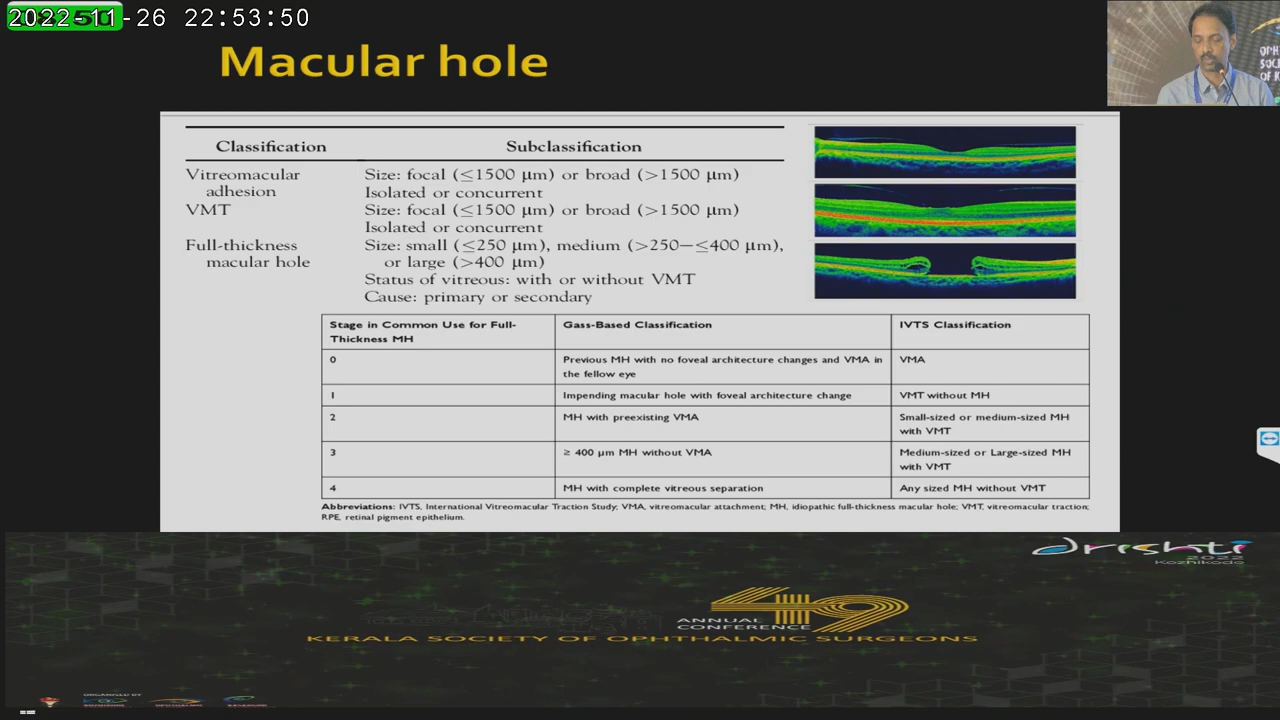 2022-11-26 22:53:50
Macular hole
Classification Subclassification
Vitreomacular adhesion Size: focal (≤1500 μm) or broad (>1500 μm)
Isolated or concurrent
VMT Size: focal (≤1500 μm) or broad (>1500 μm)
Isolated or concurrent
Full-thickness macular hole Size: small (≤250 μm), medium (>250−≤400 μm),
or large (>400 μm)
Status of vitreous: with or without VMT
Cause: primary or secondary
Stage in Common Use for Full-Thickness MH Gass-Based Classification IVTS Classification
0 Previous MH with no foveal architecture changes and VMA in the fellow eye VMA
1 Impending macular hole with foveal architecture change VMT without MH
2 MH with preexisting VMA Small-sized or medium-sized MH with VMT
3 ≥ 400 μm MH without VMA Medium-sized or Large-sized MH with VMT
4 MH with complete vitreous separation Any sized MH without VMT
Abbreviations: IVTS, International Vitreomacular Traction Study; VMA, vitreomacular attachment; MH, idiopathic full-thickness macular hole; VMT, vitreomacular traction;
RPE, retinal pigment epithelium.
Drishti
2022
Kozhikode
49
ANNUAL
CONFERENCE
KERALA SOCIETY OF OPHTHALMIC SURGEONS
ORGANISED BY